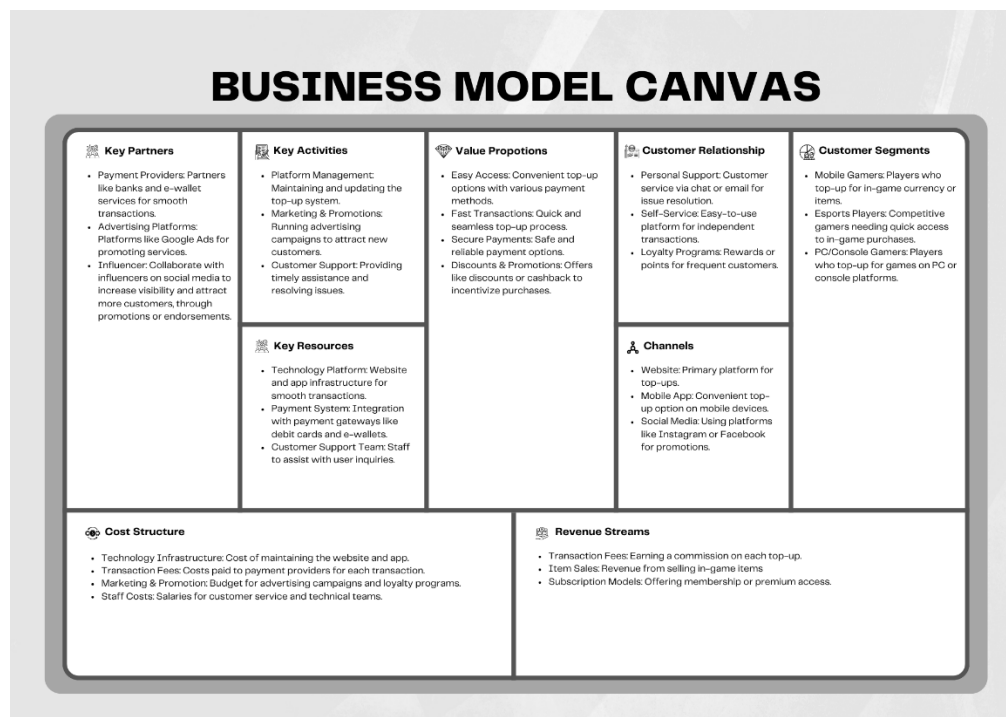 BUSINESS MODEL CANVAS
Key Partners
• Payment Providers: Partners
like banks and e-wallet
services for smooth
transactions.
• Advertising Platforms:
Platforms like Google Ads for
promoting services.
• Influencer: Collaborate with
influencers on social media to
increase visibility and attract
more customers, through
promotions or endorsements.
Key Activities
• Platform Management:
Maintaining and updating the
top-up system.
• Marketing & Promotions:
Running advertising
campaigns to attract new
customers.
• Customer Support: Providing
timely assistance and
resolving issues.
Key Resources
• Technology Platform: Website
and app infrastructure for
smooth transactions.
• Payment System: Integration
with payment gateways like
debit cards and e-wallets.
• Customer Support Team: Staff
to assist with user inquiries.
Value Propotions
• Easy Access: Convenient top-up
options with various payment
methods.
• Fast Transactions: Quick and
seamless top-up process.
• Secure Payments: Safe and
reliable payment options.
• Discounts & Promotions: Offers
like discounts or cashback to
incentivize purchases.
Customer Relationship
• Personal Support: Customer
service via chat or email for
issue resolution.
• Self-Service: Easy-to-use
platform for independent
transactions.
• Loyalty Programs: Rewards or
points for frequent customers.
Channels
• Website: Primary platform for
top-ups.
• Mobile App: Convenient top-
up option on mobile devices.
• Social Media: Using platforms
like Instagram or Facebook
for promotions.
Customer Segments
• Mobile Gamers: Players who
top-up for in-game currency or
items.
• Esports Players: Competitive
gamers needing quick access
to in-game purchases.
• PC/Console Gamers: Players
who top-up for games on PC or
console platforms.
Cost Structure
• Technology Infrastructure: Cost of maintaining the website and app.
• Transaction Fees: Costs paid to payment providers for each transaction.
• Marketing & Promotion: Budget for advertising campaigns and loyalty programs.
• Staff Costs: Salaries for customer service and technical teams.
Revenue Streams
• Transaction Fees: Earning a commission on each top-up.
• Item Sales: Revenue from selling in-game items
• Subscription Models: Offering membership or premium access.